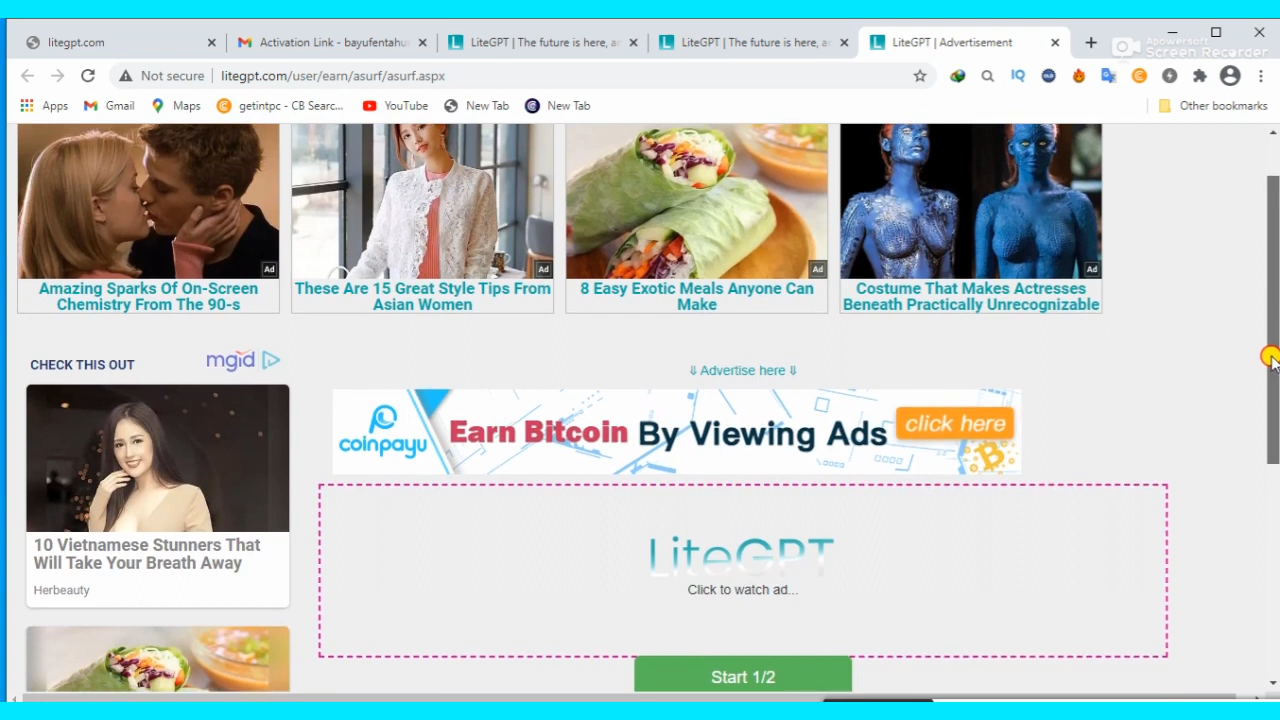 litegpt.com
Activation Link - bayufentahu
LiteGPT | The future is here, a
LiteGPT | The future is here, a
LiteGPT | Advertisement
Apowersoft
Screen Recorder
Not secure
litegpt.com/user/earn/asurf/asurf.aspx
IQ
Apps
Gmail
Maps
getintpc - CB Searc...
YouTube
New Tab
New Tab
Other bookmarks
Ad
Ad
Ad
Ad
Amazing Sparks Of On-Screen
Chemistry From The 90-s
These Are 15 Great Style Tips From
Asian Women
8 Easy Exotic Meals Anyone Can
Make
Costume That Makes Actresses
Beneath Practically Unrecognizable
CHECK THIS OUT
mgid
⇓ Advertise here ⇓
coinpayu
Earn Bitcoin By Viewing Ads
click here
10 Vietnamese Stunners That
Will Take Your Breath Away
Herbeauty
LiteGPT
Click to watch ad...
Start 1/2